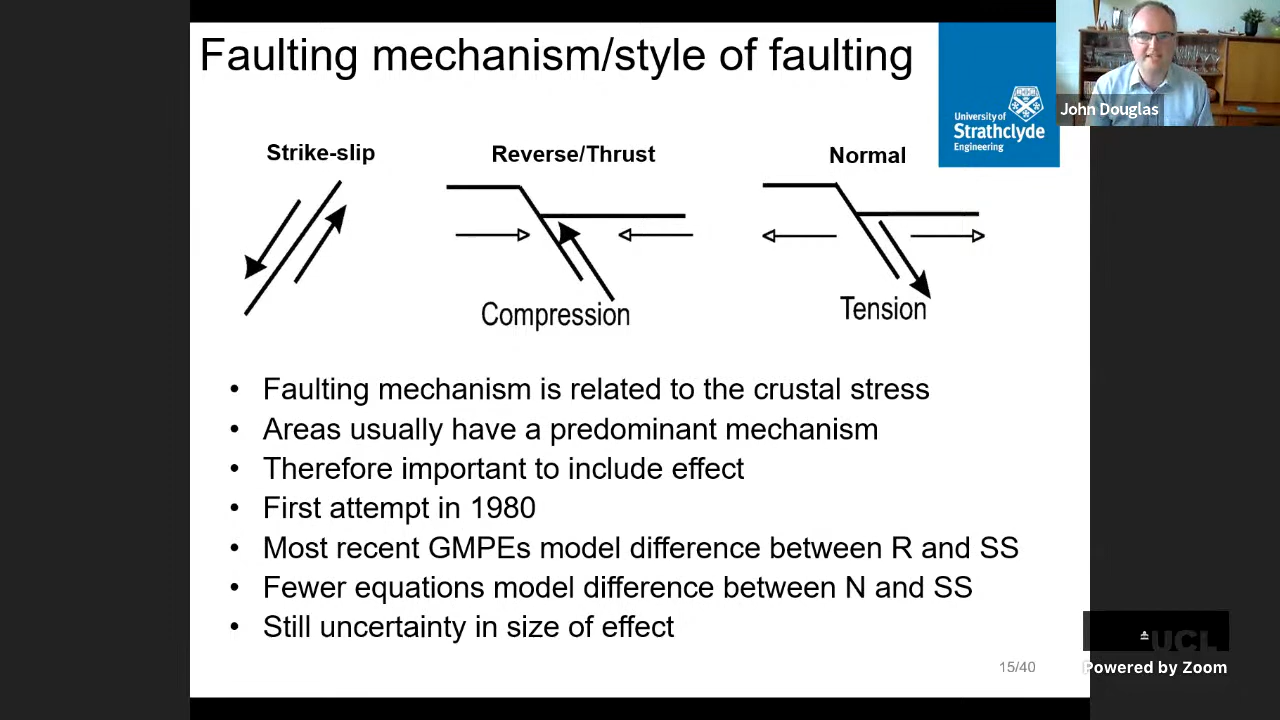 Faulting mechanism/style of faulting
University of
Strathclyde
Engineering
John Douglas
Strike-slip
Reverse/Thrust
Normal
Compression
Tension
• Faulting mechanism is related to the crustal stress
• Areas usually have a predominant mechanism
• Therefore important to include effect
• First attempt in 1980
• Most recent GMPEs model difference between R and SS
• Fewer equations model difference between N and SS
• Still uncertainty in size of effect
15/40
UCL
Powered by Zoom